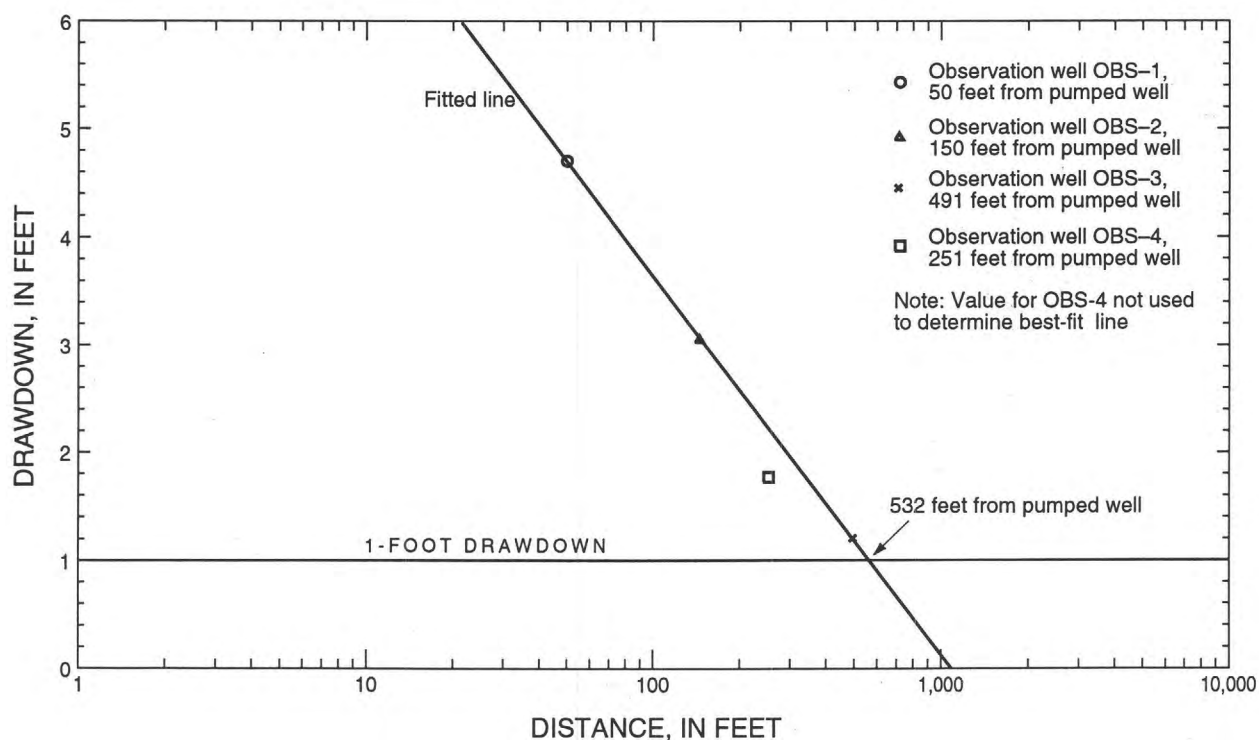 6
5
4
3
2
1
0
DRAWDOWN, IN FEET
Fitted line
Observation well OBS–1,
50 feet from pumped well
Observation well OBS–2,
150 feet from pumped well
Observation well OBS–3,
491 feet from pumped well
Observation well OBS–4,
251 feet from pumped well
Note: Value for OBS-4 not used
to determine best-fit line
532 feet from pumped well
1-FOOT DRAWDOWN
1
10
100
1,000
10,000
DISTANCE, IN FEET